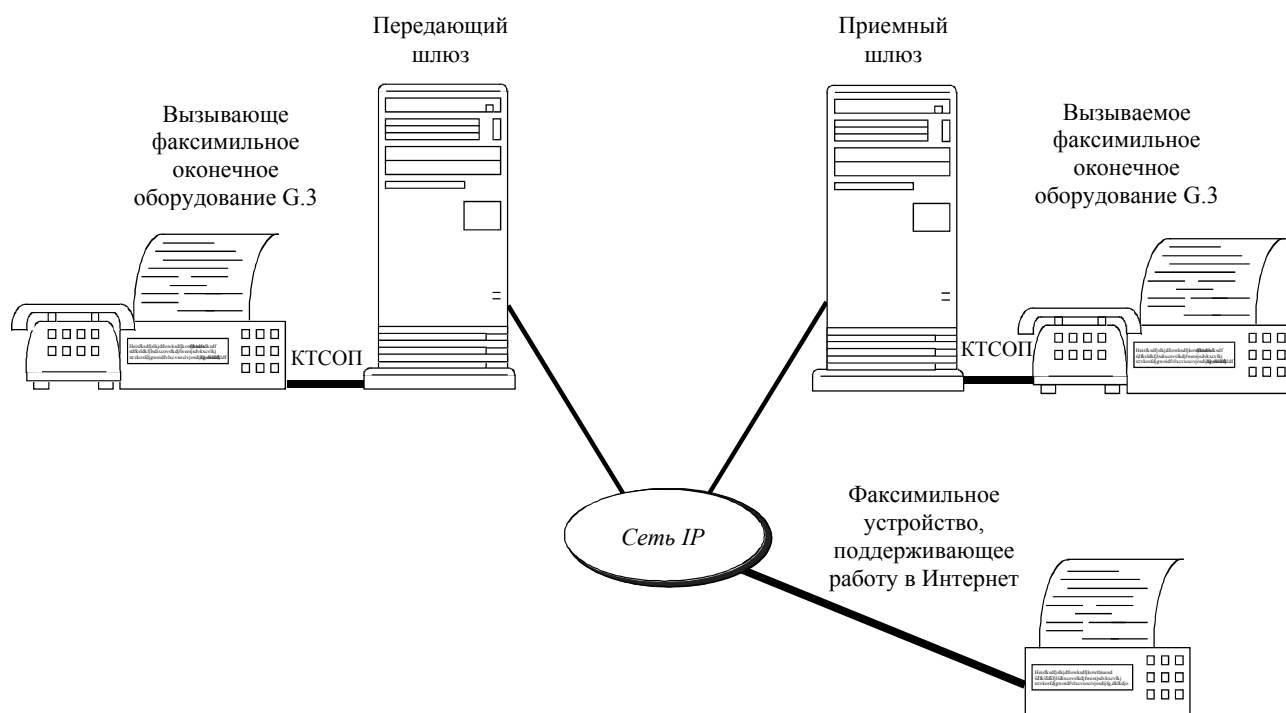 Передающий
шлюз
Приемный
шлюз
Вызывающе
факсимильное
оконечное
оборудование G.3
Вызываемое
факсимильное
оконечное
оборудование G.3
КТСОП
КТСОП
Сеть IP
Факсимильное
устройство,
поддерживающее
работу в Интернет